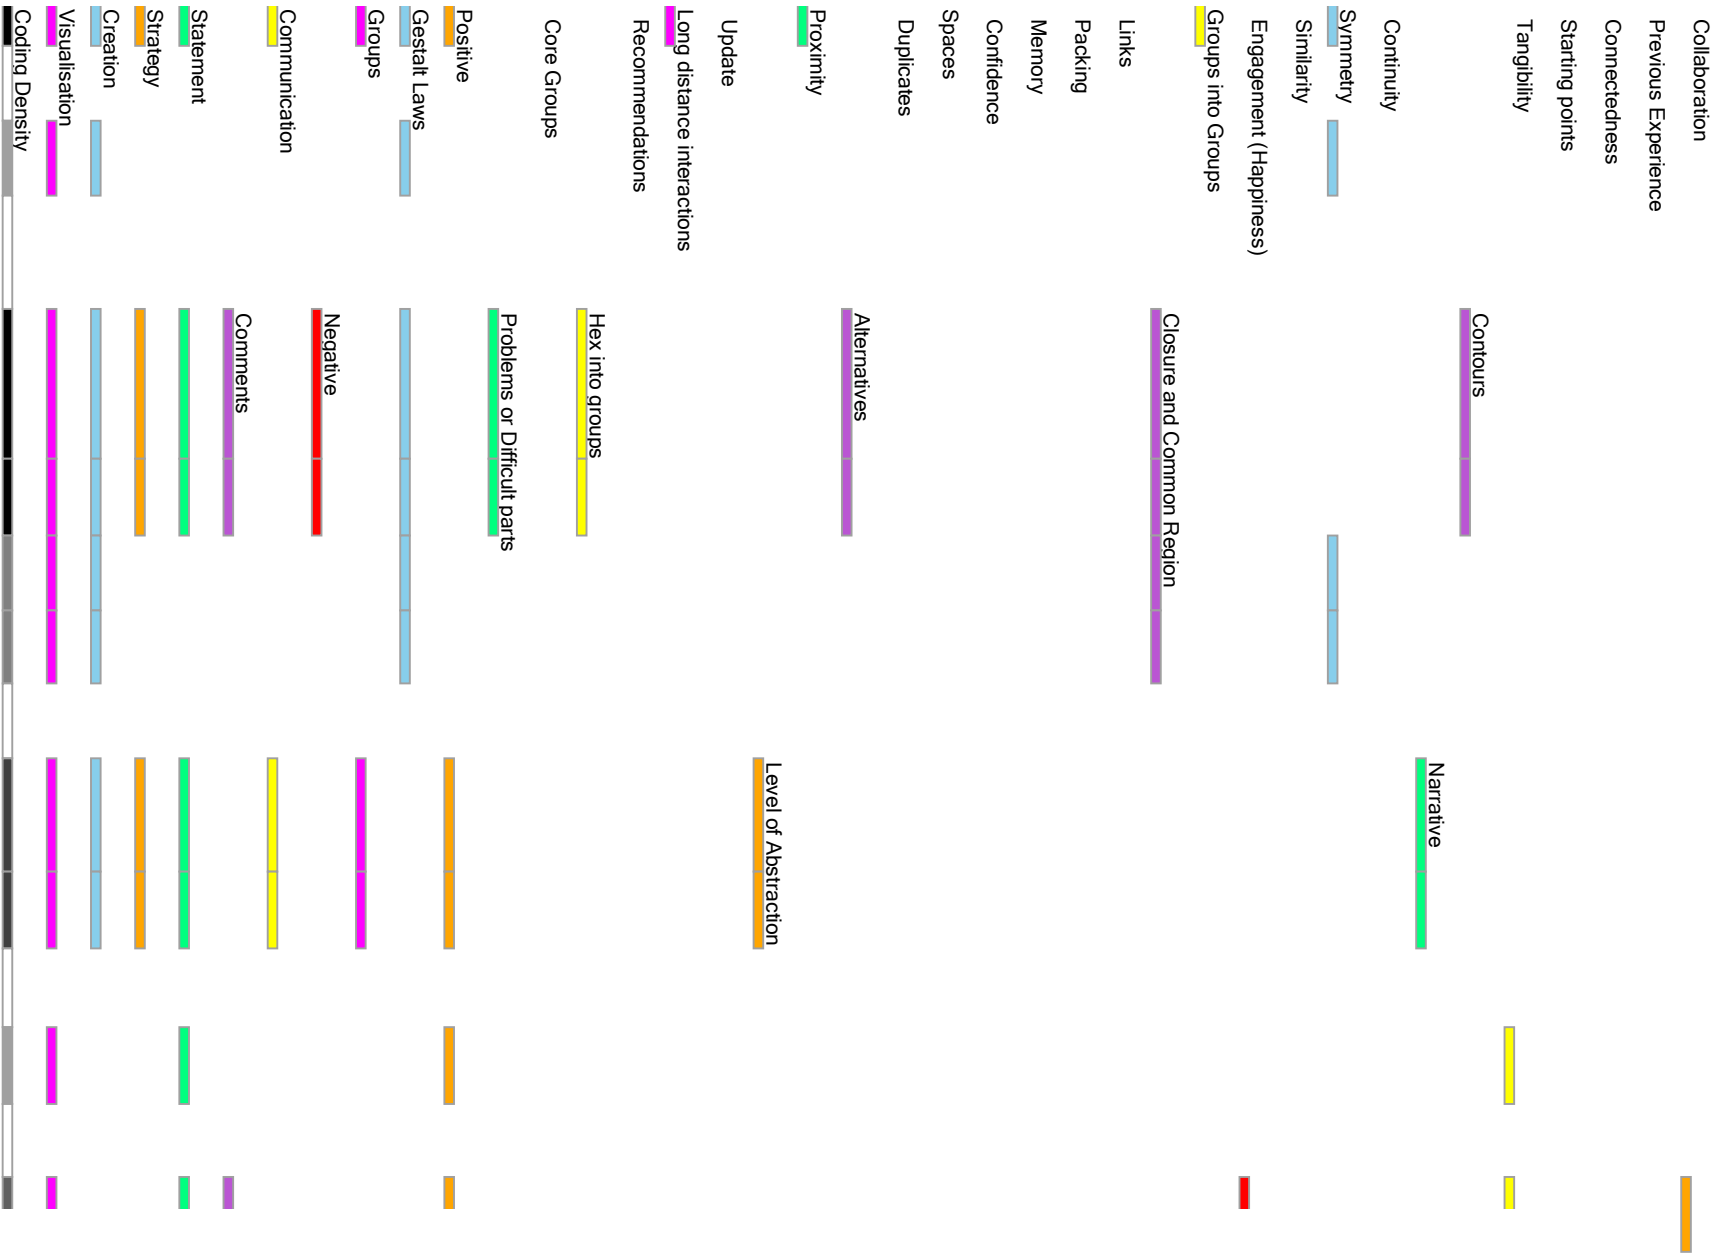 Coding Density
Visualisation
Creation
Strategy
Statement
Comments
Communication
Negative
Groups
Gestalt Laws
Positive
Problems or Difficult parts
Core Groups
Hex into groups
Recommendations
Long distance interactions
Update
Level of Abstraction
Proximity
Alternatives
Duplicates
Spaces
Confidence
Memory
Packing
Links
Closure and Common Region
Groups into Groups
Engagement (Happiness)
Similarity
Symmetry
Continuity
Narrative
Contours
Tangibility
Starting points
Connectedness
Previous Experience
Collaboration